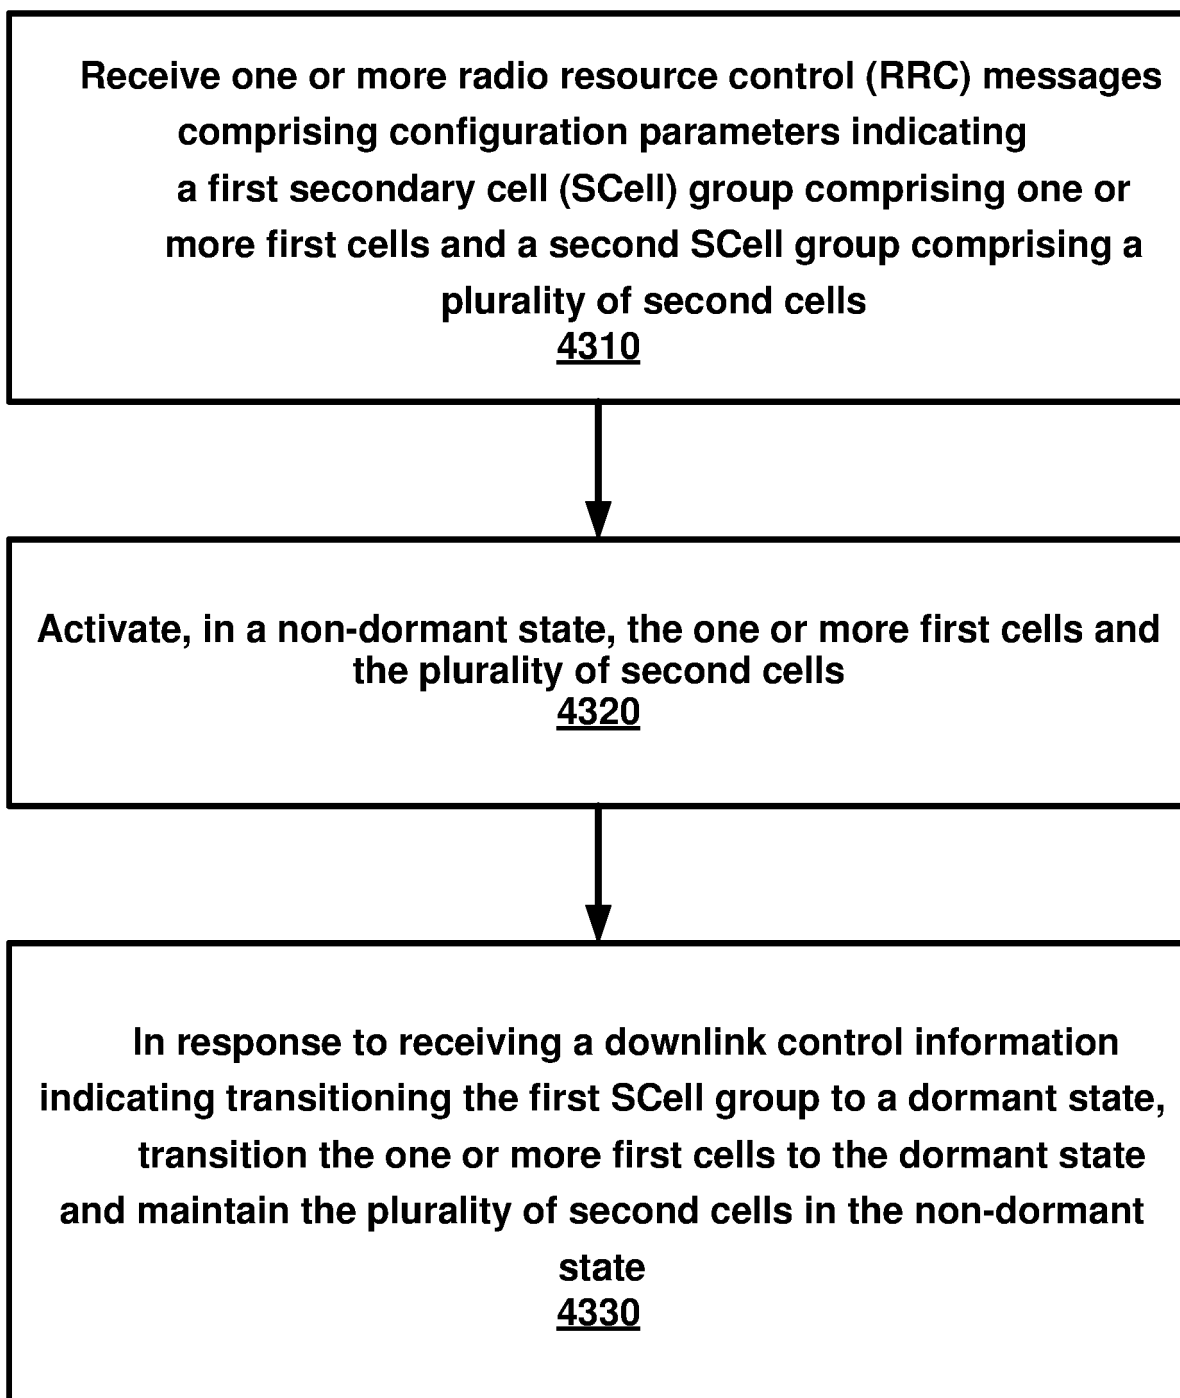 Receive one or more radio resource control (RRC) messages
comprising configuration parameters indicating
a first secondary cell (SCell) group comprising one or
more first cells and a second SCell group comprising a
plurality of second cells
4310
Activate, in a non-dormant state, the one or more first cells and
the plurality of second cells
4320
In response to receiving a downlink control information
indicating transitioning the first SCell group to a dormant state,
transition the one or more first cells to the dormant state
and maintain the plurality of second cells in the non-dormant
state
4330